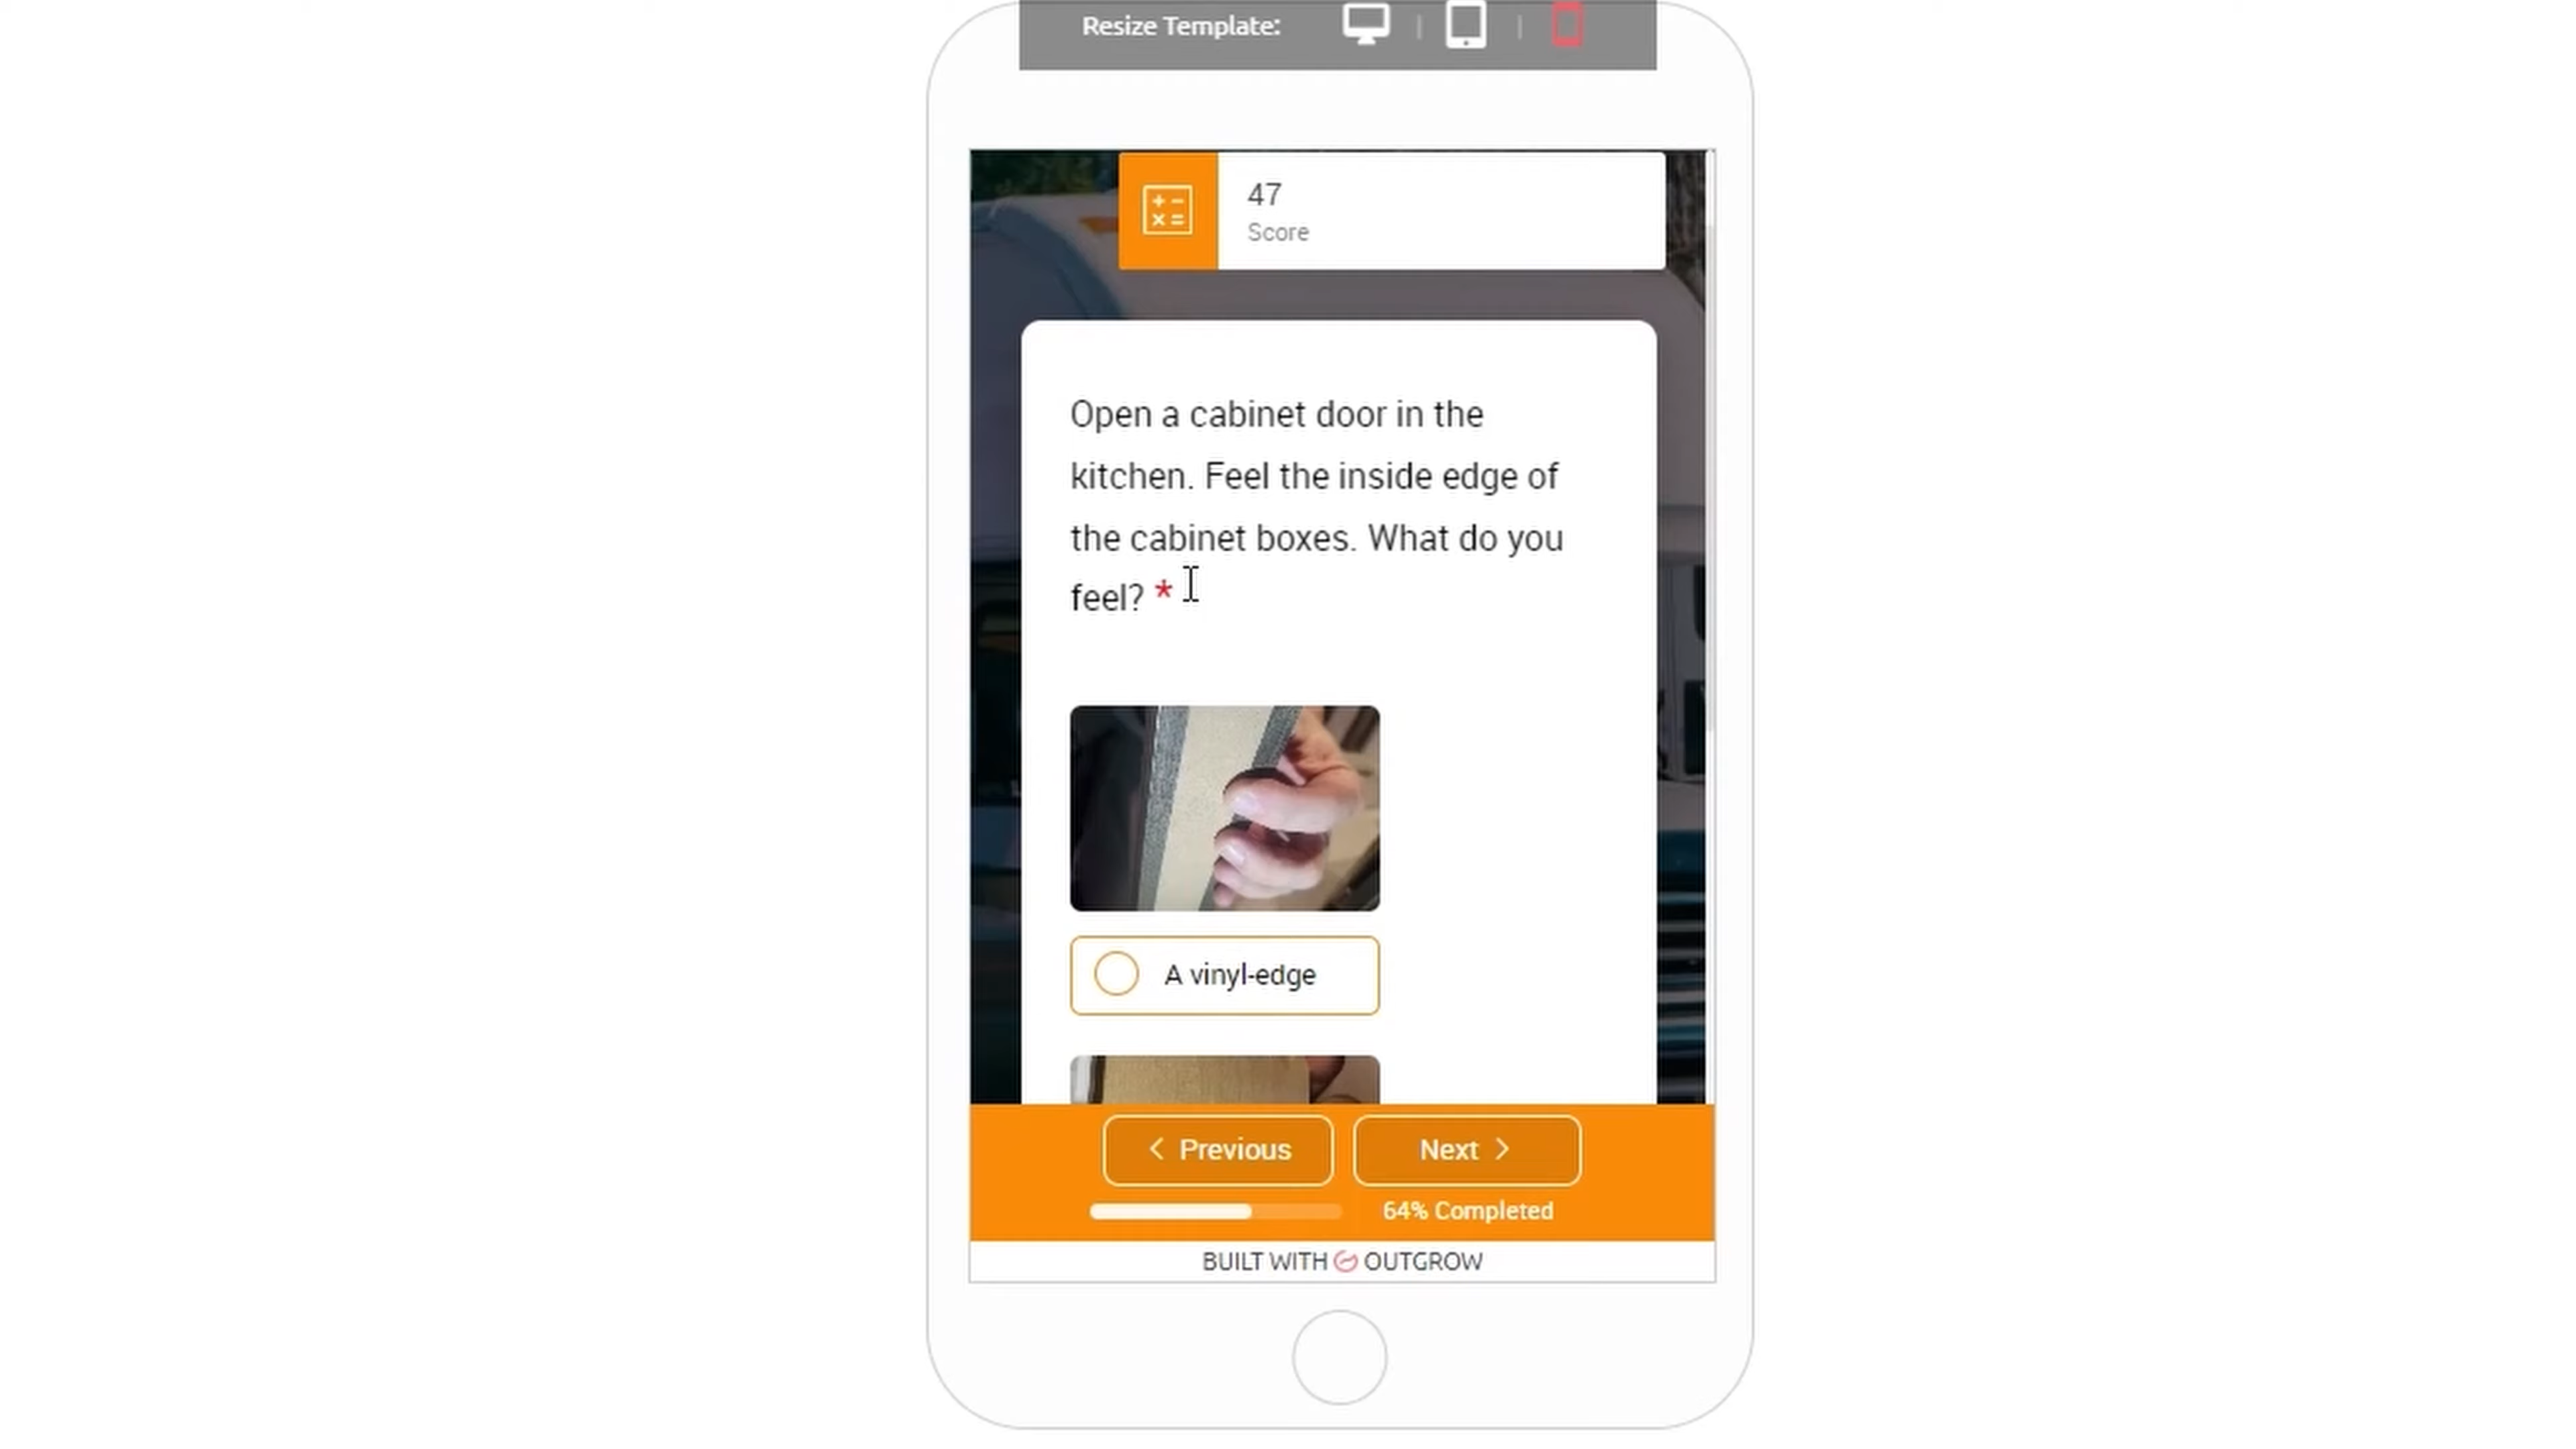 Resize Template:
47
Score
Open a cabinet door in the
kitchen. Feel the inside edge of
the cabinet boxes. What do you
feel? *
A vinyl-edge
Previous
Next
64% Completed
BUILT WITH OUTGROW